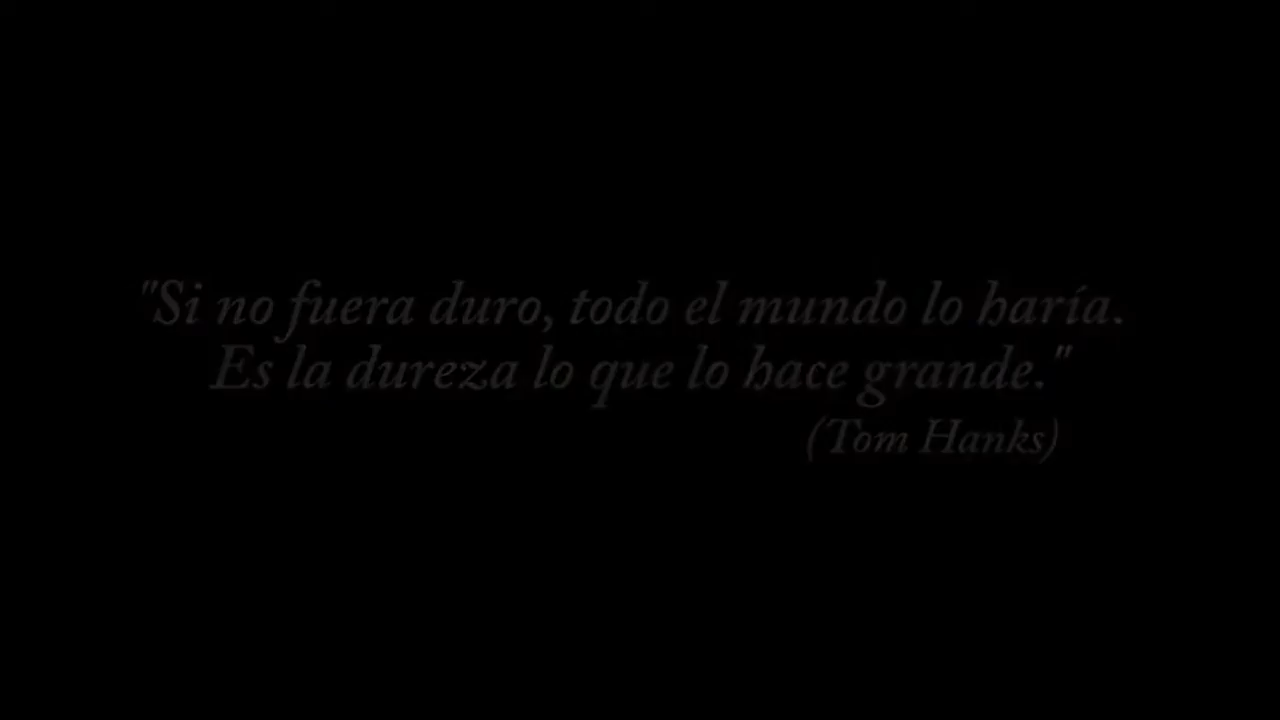 "Si no fuera duro, todo el mundo lo haría.
Es la dureza lo que lo hace grande."
(Tom Hanks)